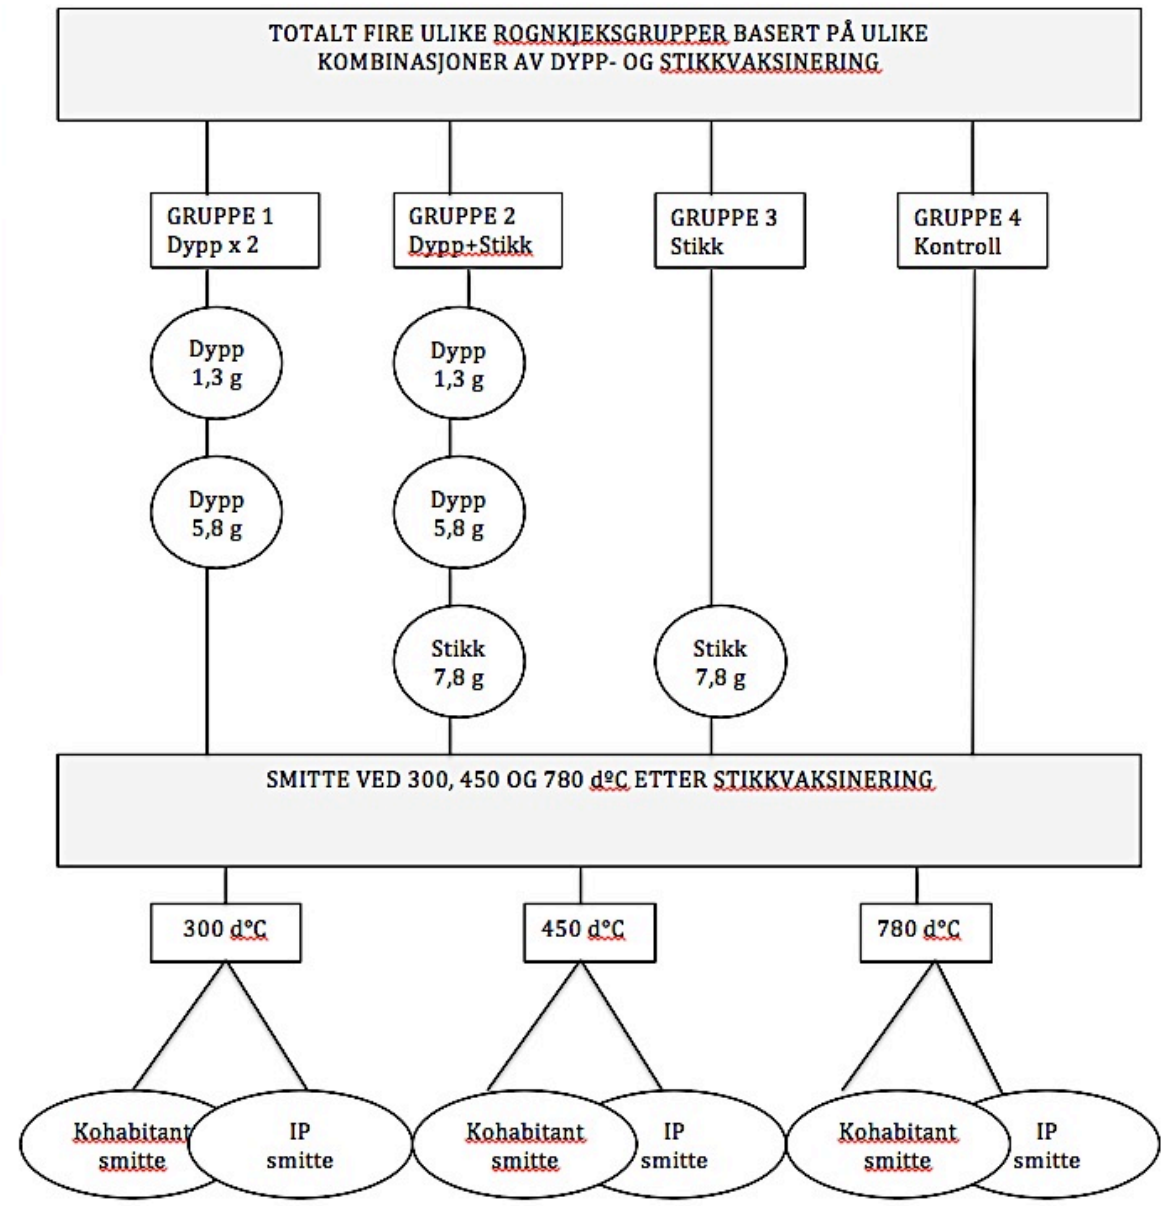 TOTALT FIRE ULIKE ROGNKJEKSGRUPPER BASERT PÅ ULIKE
KOMBINASJONER AV DYPP- OG STIKKVAKSINERING
GRUPPE 1
Dypp x 2
GRUPPE 2
Dypp+Stikk
GRUPPE 3
Stikk
GRUPPE 4
Kontroll
Dypp
1,3 g
Dypp
1,3 g
Dypp
5,8 g
Dypp
5,8 g
Stikk
7,8 g
Stikk
7,8 g
SMITTE VED 300, 450 OG 780 dºC ETTER STIKKVAKSINERING
300 d°C
450 d°C
780 d°C
Kohabitant
smitte
IP
smitte
Kohabitant
smitte
IP
smitte
Kohabitant
smitte
IP
smitte